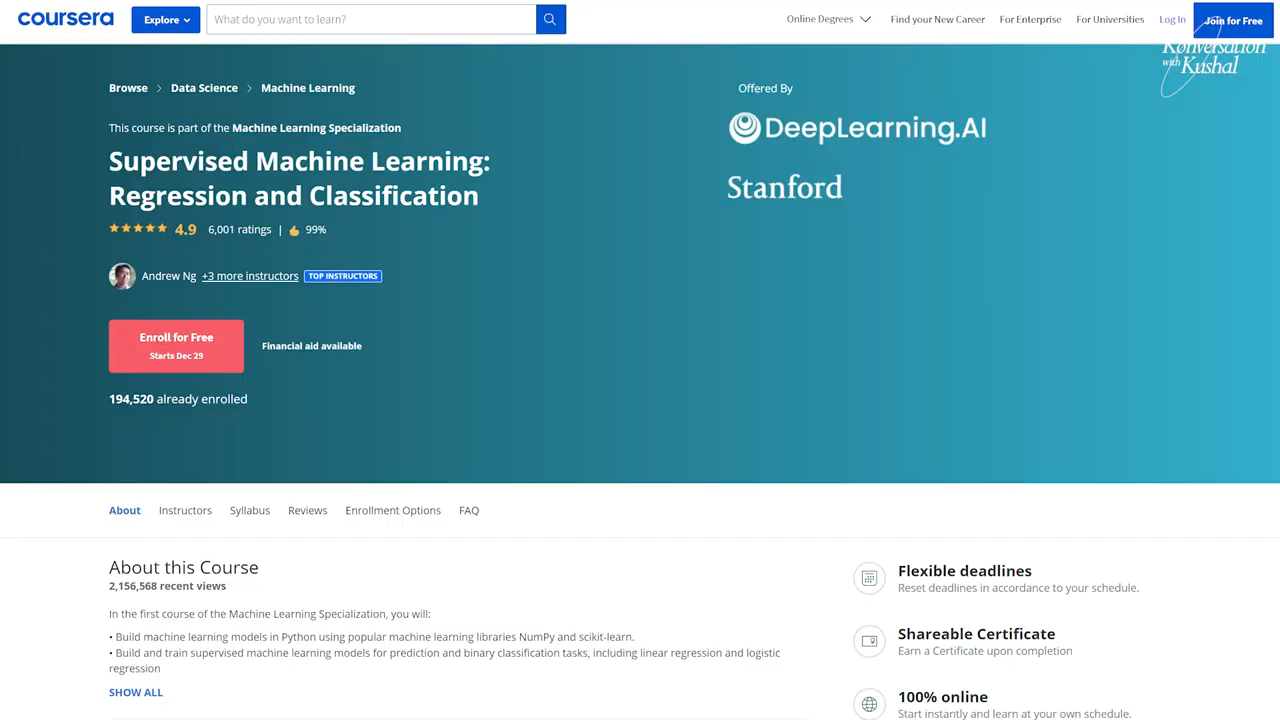 coursera
Explore
What do you want to learn?
Online Degrees
Find your New Career
For Enterprise
For Universities
Log In
Join for Free
Konversation
with Kushal
Browse > Data Science > Machine Learning
This course is part of the Machine Learning Specialization
Supervised Machine Learning:
Regression and Classification
4.9 6,001 ratings | 99%
Andrew Ng +3 more instructors TOP INSTRUCTORS
Enroll for Free
Starts Dec 29
Financial aid available
194,520 already enrolled
Offered By
DeepLearning.AI
Stanford
About
Instructors
Syllabus
Reviews
Enrollment Options
FAQ
About this Course
2,156,568 recent views
In the first course of the Machine Learning Specialization, you will:
• Build machine learning models in Python using popular machine learning libraries NumPy and scikit-learn.
• Build and train supervised machine learning models for prediction and binary classification tasks, including linear regression and logistic
regression
SHOW ALL
Flexible deadlines
Reset deadlines in accordance to your schedule.
Shareable Certificate
Earn a Certificate upon completion
100% online
Start instantly and learn at your own schedule.